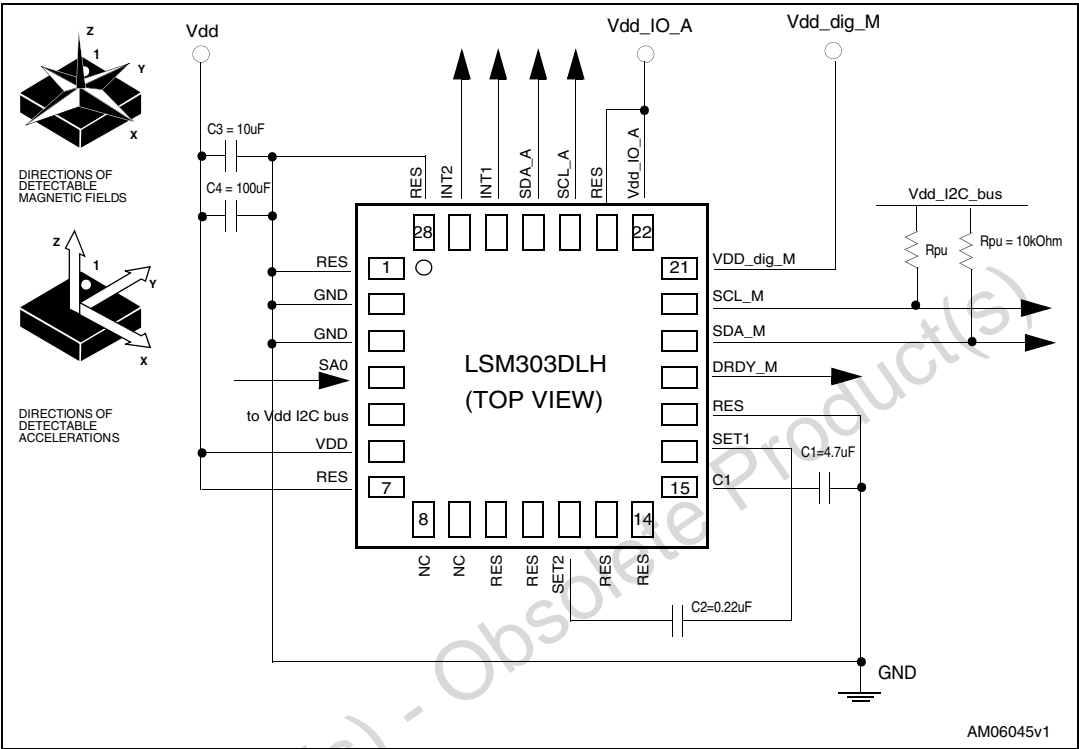 Vdd
Vdd_IO_A
Vdd_dig_M
Z
1
Y
X
DIRECTIONS OF
DETECTABLE
MAGNETIC FIELDS
C3 = 10uF
C4 = 100uF
RES
INT2
INT1
SDA_A
SCL_A
RES
Vdd_IO_A
Vdd_I2C_bus
Rpu
Rpu = 10kOhm
28
22
Z
1
Y
X
DIRECTIONS OF
DETECTABLE
ACCELERATIONS
RES
1
GND
GND
SA0
to Vdd I2C bus
VDD
RES
7
LSM303DLH
(TOP VIEW)
21
VDD_dig_M
SCL_M
SDA_M
DRDY_M
RES
SET1
C1=4.7uF
15
C1
8
14
NC
NC
RES
RES
SET2
RES
RES
C2=0.22uF
GND
(s) - Obsolete Product(s)
AM06045v1